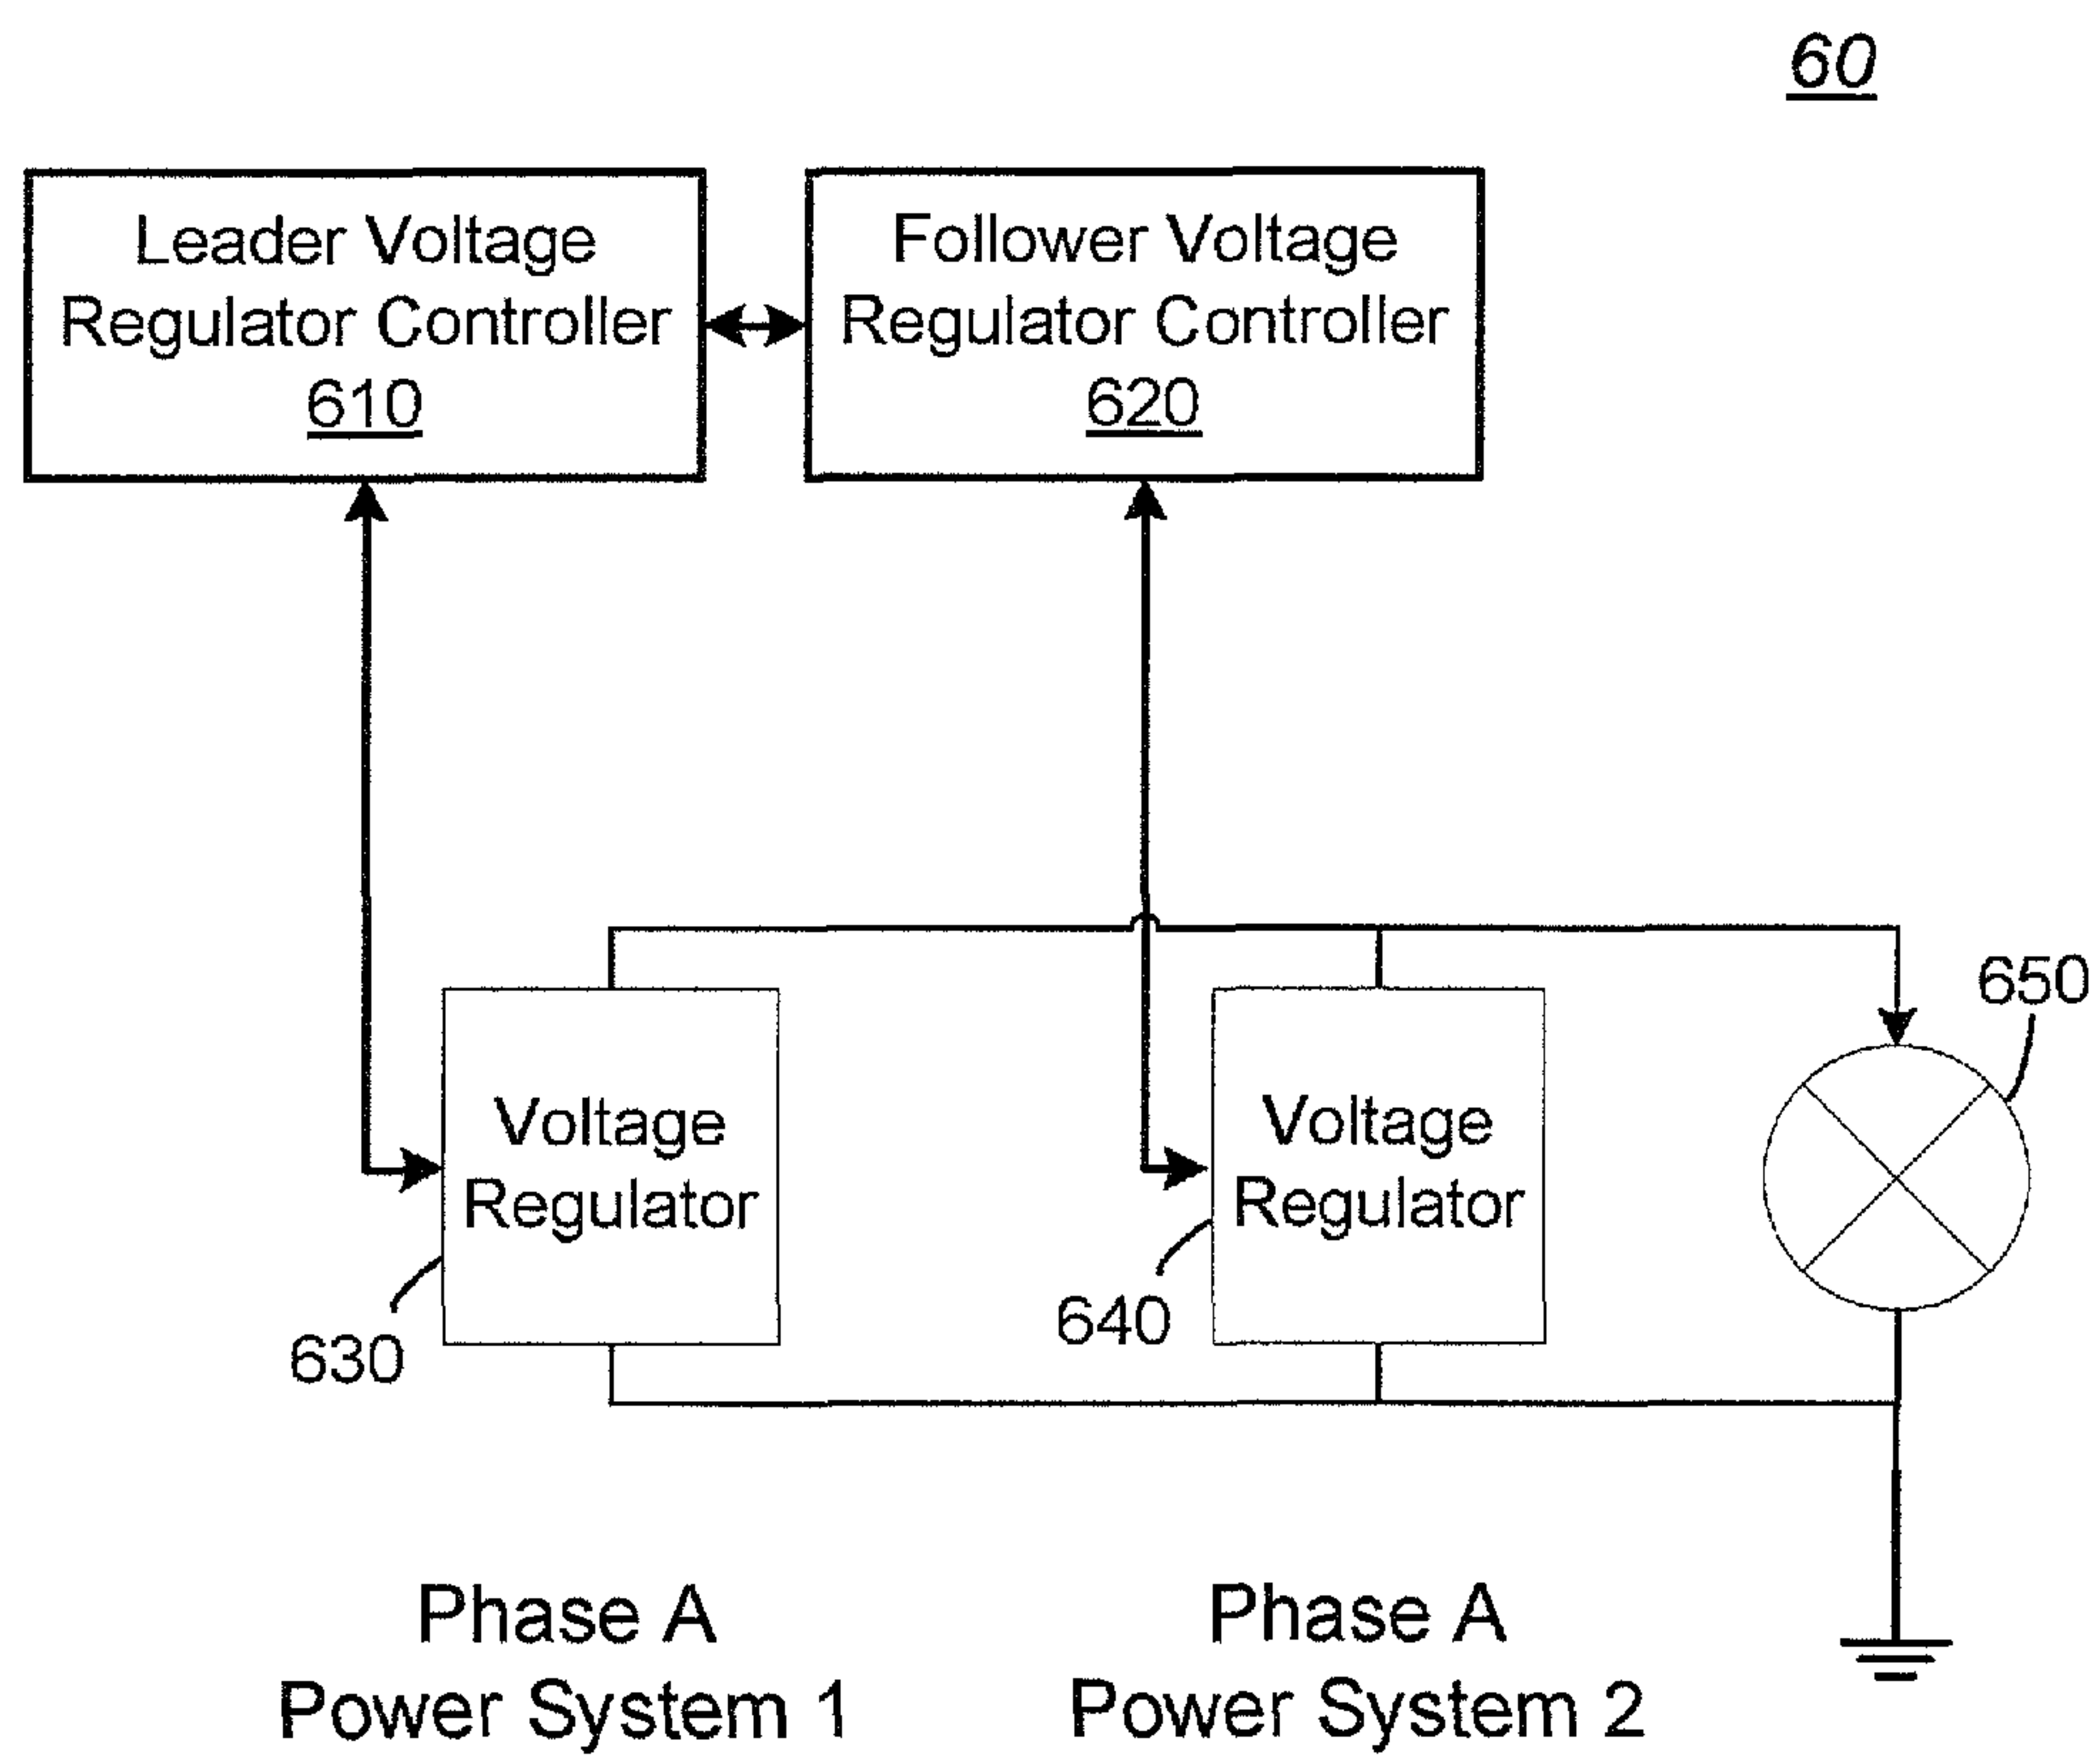 60
Leader Voltage
Regulator Controller
610
Follower Voltage
Regulator Controller
620
650
Voltage
Regulator
630
Voltage
Regulator
640
Phase A
Power System 1
Phase A
Power System 2